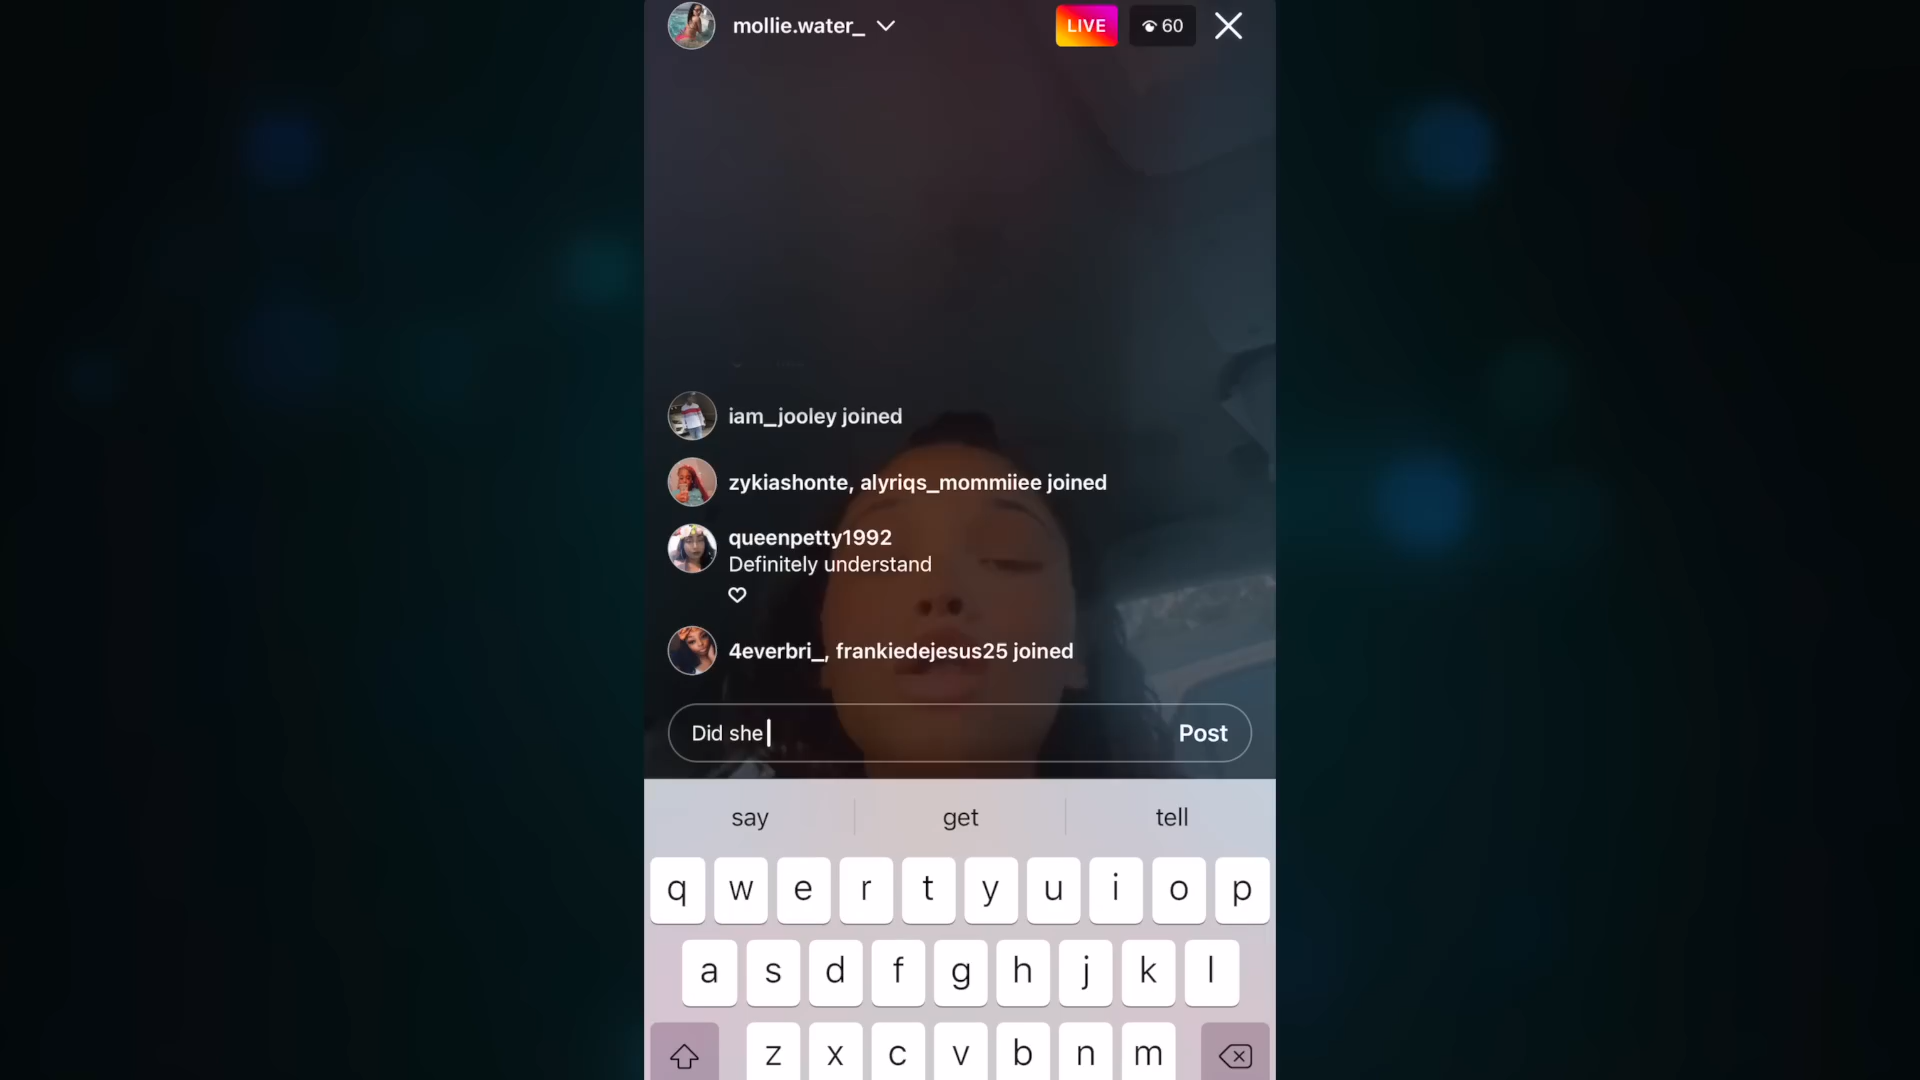 mollie.water_
LIVE
60
iam_jooley joined
zykiashonte, alyriqs_mommiiee joined
queenpetty1992
Definitely understand
4everbri_, frankiedejesus25 joined
Did she
Post
say get tell
q w e r t y u i o p
a s d f g h j k l
z x c v b n m